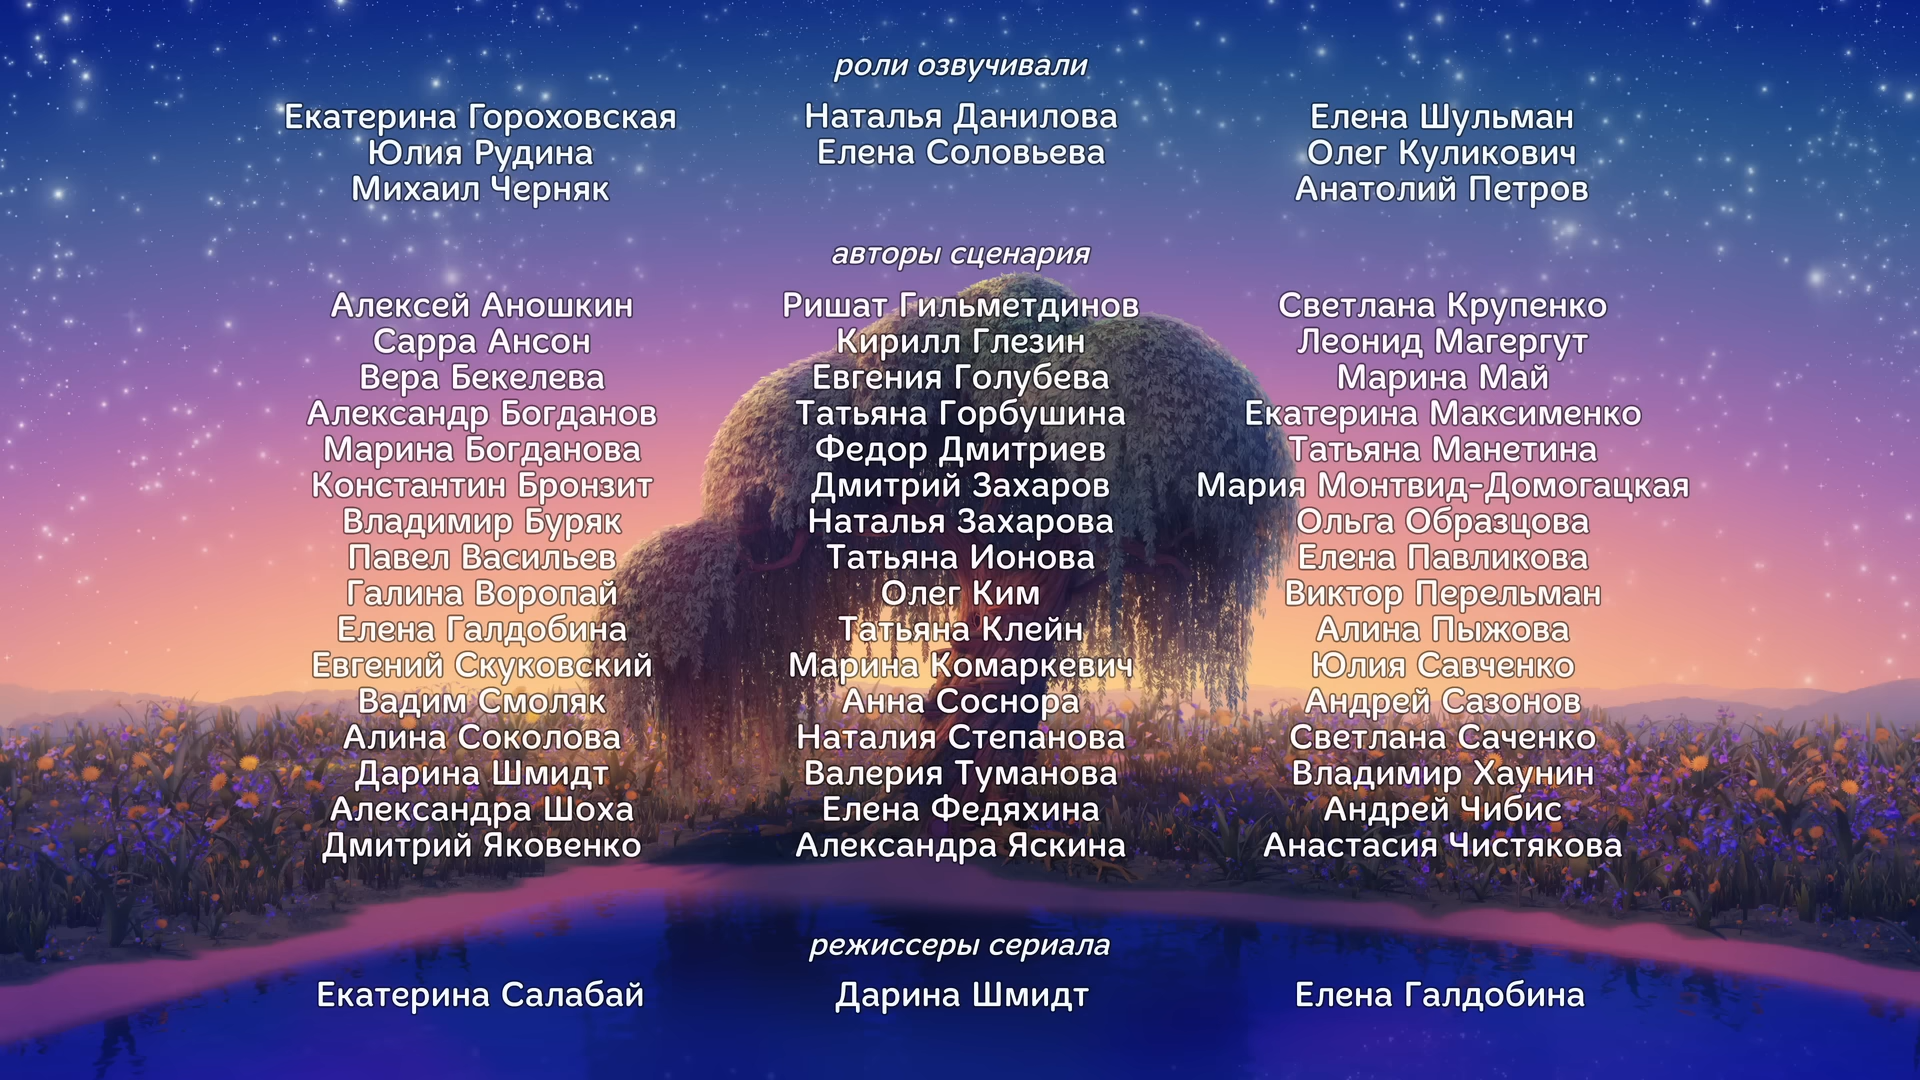 роли озвучивали
Екатерина Гороховская Наталья Данилова Елена Шульман
Юлия Рудина Елена Соловьева Олег Куликович
Михаил Черняк Анатолий Петров
авторы сценария
Алексей Аношкин Ришат Гильметдинов Светлана Крупенко
Сарра Ансон Кирилл Глезин Леонид Магергут
Вера Бекелева Евгения Голубева Марина Май
Александр Богданов Татьяна Горбушина Екатерина Максименко
Марина Богданова Федор Дмитриев Татьяна Манетина
Константин Бронзит Дмитрий Захаров Мария Монтвид-Домогацкая
Владимир Буряк Наталья Захарова Ольга Образцова
Павел Васильев Татьяна Ионова Елена Павликова
Галина Воропай Олег Ким Виктор Перельман
Елена Галдобина Татьяна Клейн Алина Пыжова
Евгений Скуковский Марина Комаркевич Юлия Савченко
Вадим Смоляк Анна Соснора Андрей Сазонов
Алина Соколова Наталия Степанова Светлана Саченко
Дарина Шмидт Валерия Туманова Владимир Хаунин
Александра Шоха Елена Федяхина Андрей Чибис
Дмитрий Яковенко Александра Яскина Анастасия Чистякова
режиссеры сериала
Екатерина Салабай Дарина Шмидт Елена Галдобина